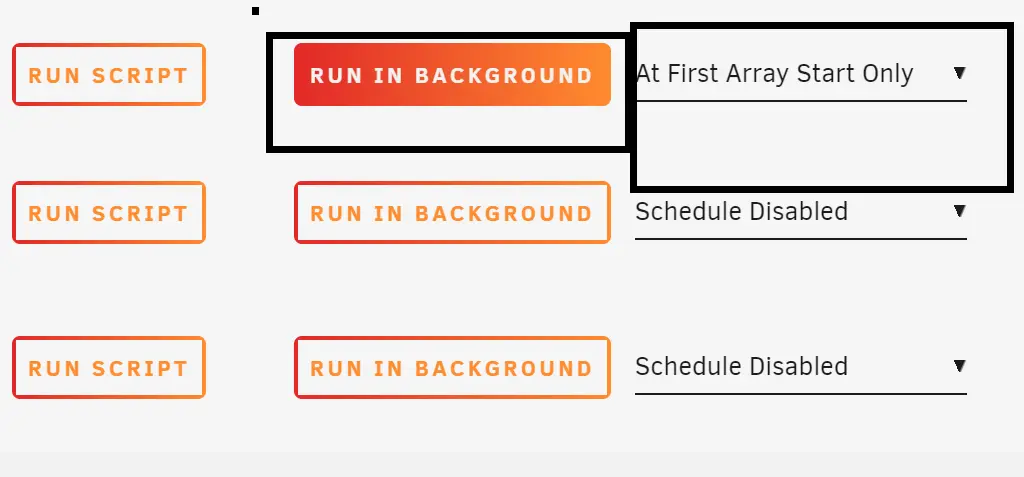 RUN SCRIPT RUN IN BACKGROUND At First Array Start Only
RUN SCRIPT RUN IN BACKGROUND Schedule Disabled
RUN SCRIPT RUN IN BACKGROUND Schedule Disabled